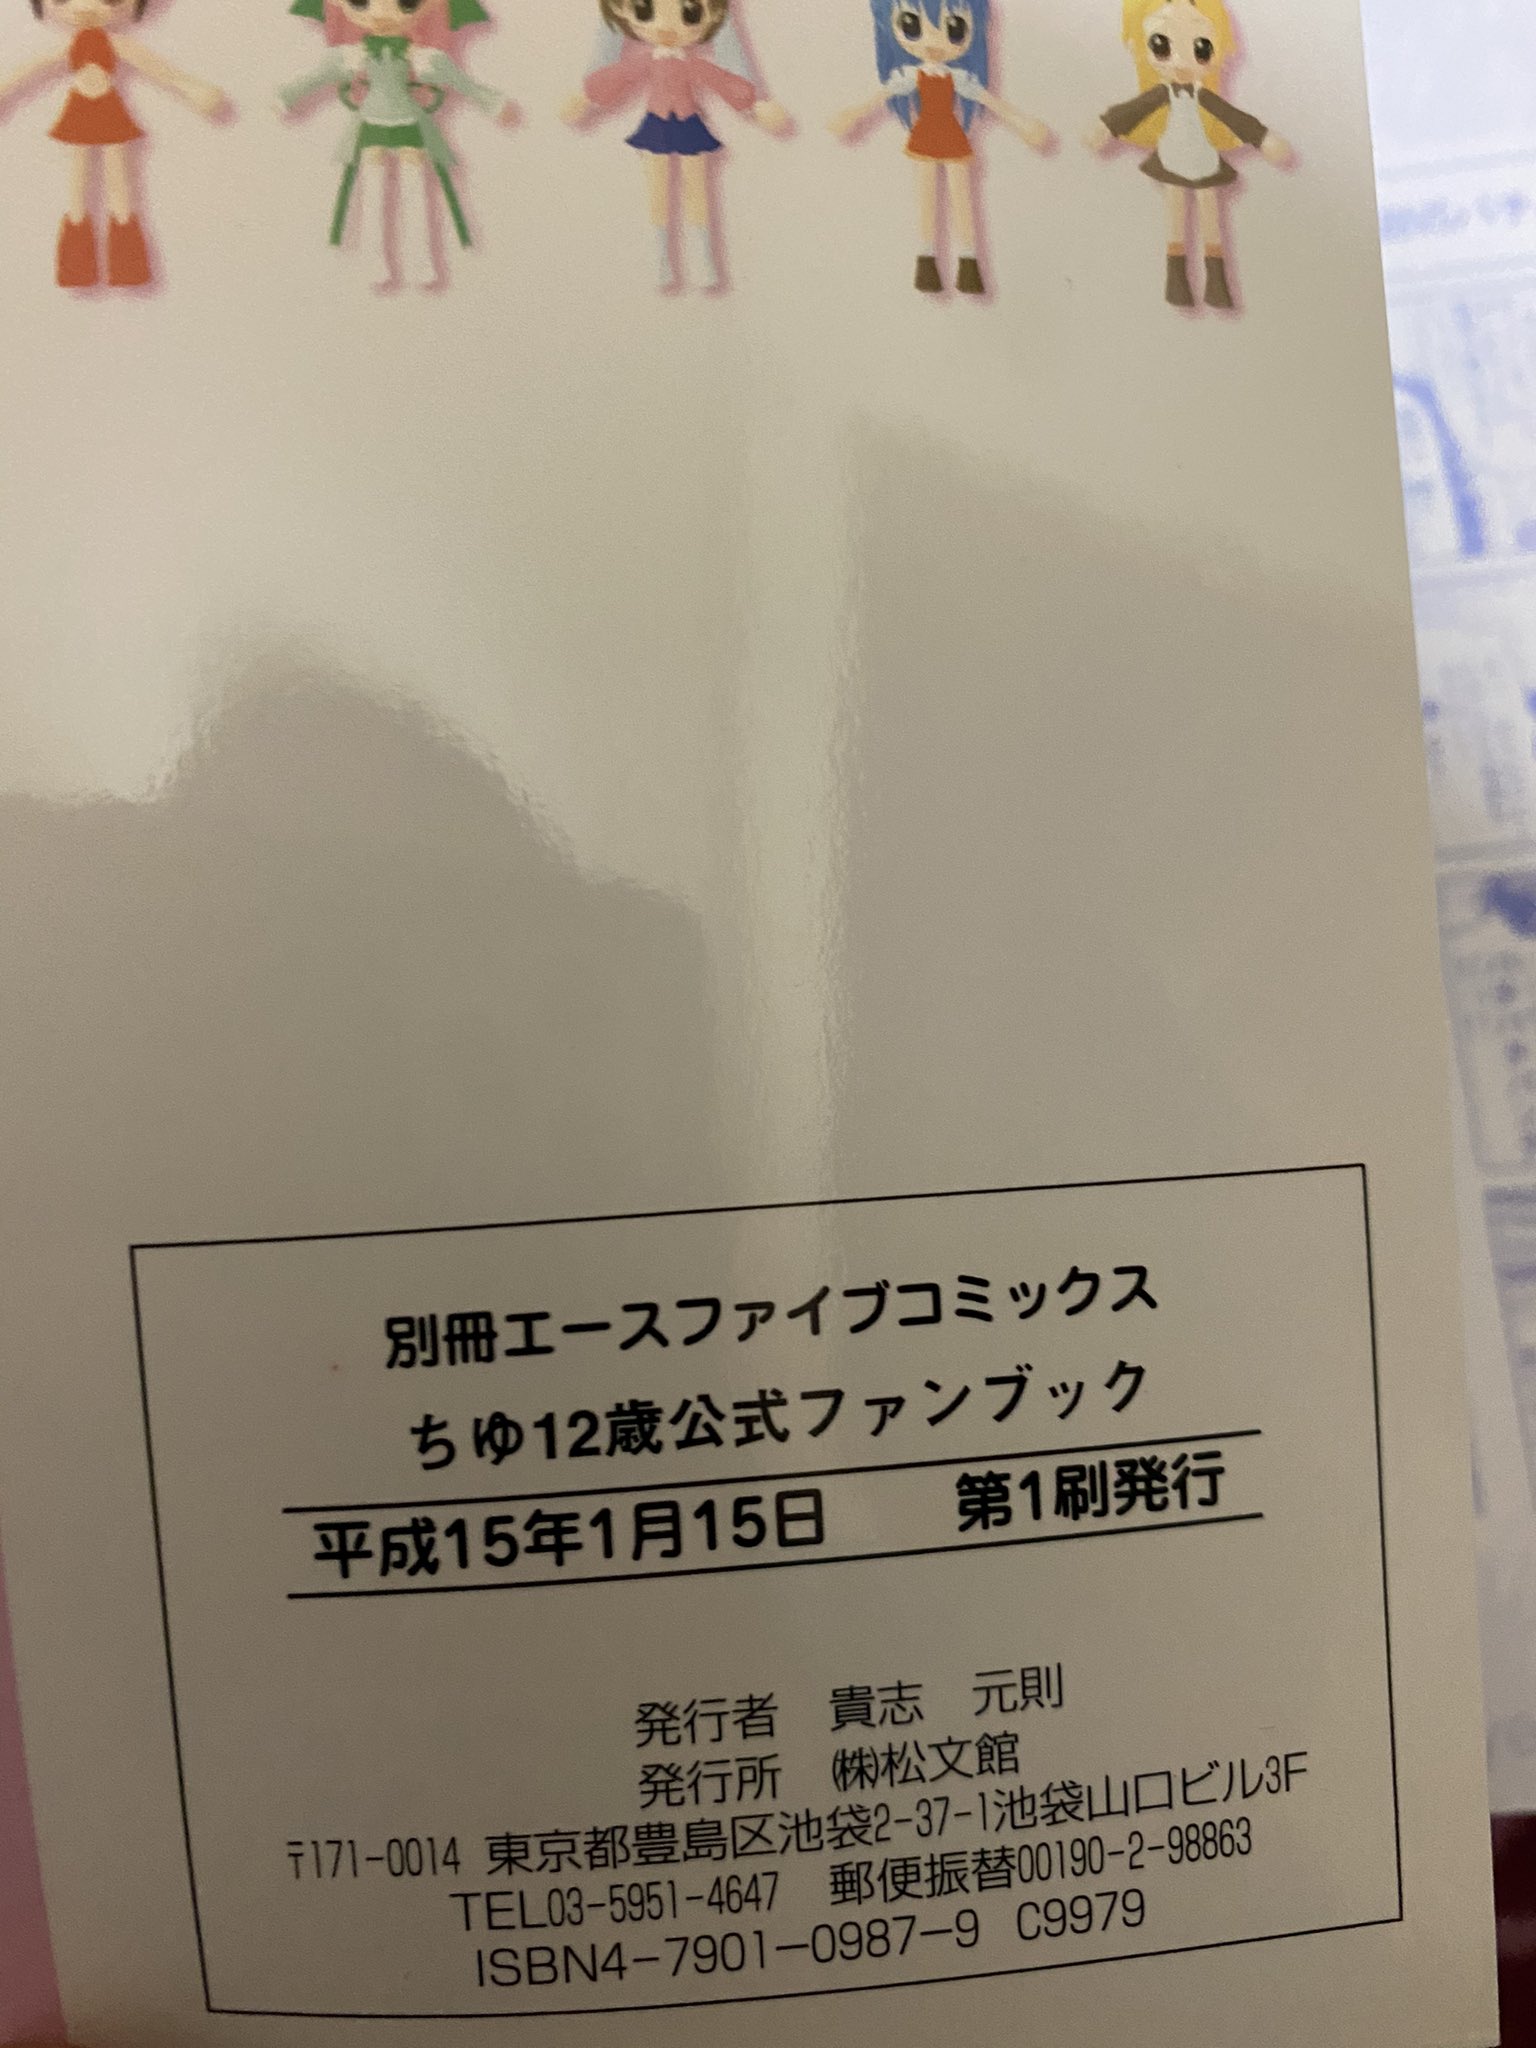 別冊エースファイブコミックス
ちゆ12歳公式ファンブック
平成15年1月15日　第1刷発行
発行者　貴志　元則
発行所　㈱松文館
〒171-0014 東京都豊島区池袋2-37-1池袋山口ビル3F
TEL03-5951-4647　郵便振替00190-2-98863
ISBN4-7901-0987-9 C9979